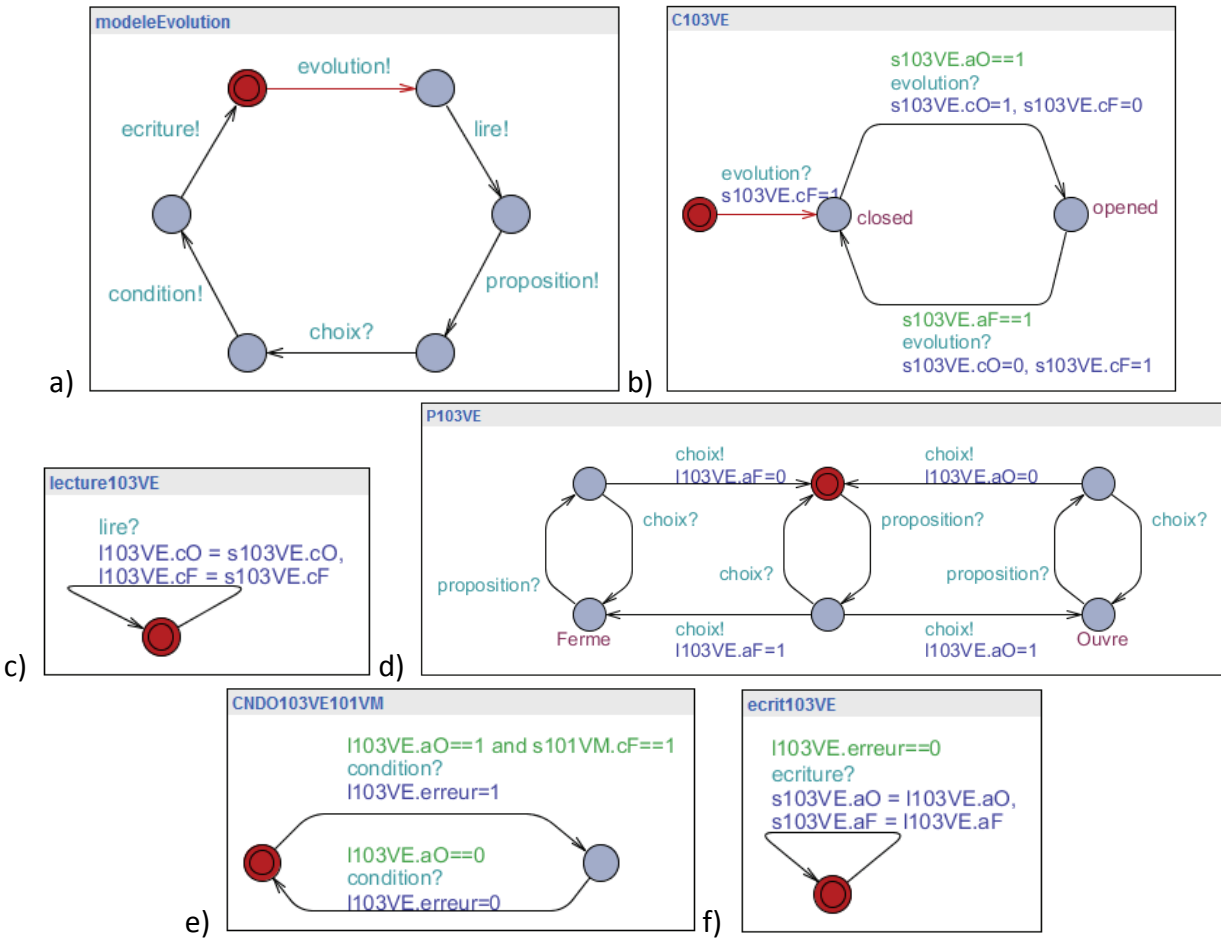 modeleEvolution
evolution!
ecriture!
lire!
proposition!
condition!
choix?
a)
C103VE
s103VE.aO==1
evolution?
s103VE.cO=1, s103VE.cF=0
evolution?
s103VE.cF=1
closed
opened
s103VE.aF==1
evolution?
s103VE.cO=0, s103VE.cF=1
b)
lecture103VE
lire?
l103VE.cO = s103VE.cO,
l103VE.cF = s103VE.cF
c)
P103VE
choix!
l103VE.aF=0
choix!
l103VE.aO=0
choix?
proposition?
choix?
proposition?
choix?
proposition?
Ferme
choix!
l103VE.aF=1
choix!
l103VE.aO=1
Ouvre
d)
CNDO103VE101VM
l103VE.aO==1 and s101VM.cF==1
condition?
l103VE.erreur=1
l103VE.aO==0
condition?
l103VE.erreur=0
e)
ecrit103VE
l103VE.erreur==0
ecriture?
s103VE.aO = l103VE.aO,
s103VE.aF = l103VE.aF
f)